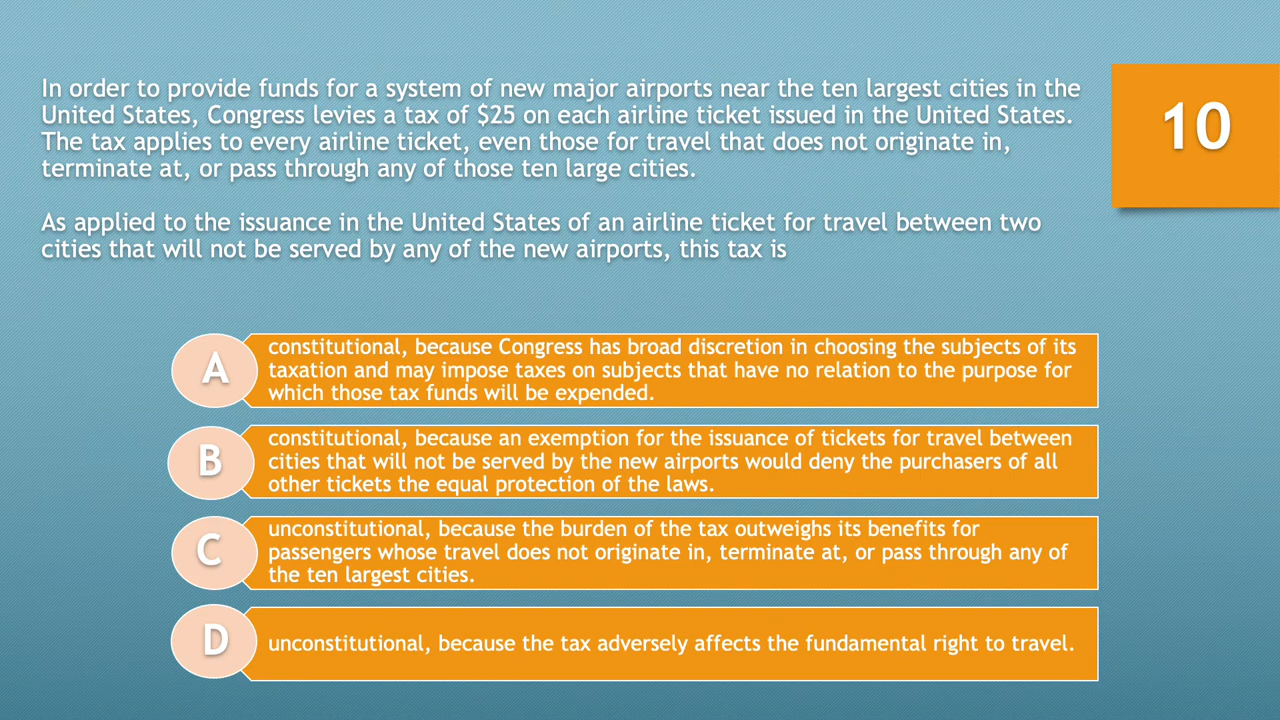 In order to provide funds for a system of new major airports near the ten largest cities in the
United States, Congress levies a tax of $25 on each airline ticket issued in the United States.
The tax applies to every airline ticket, even those for travel that does not originate in,
terminate at, or pass through any of those ten large cities.
As applied to the issuance in the United States of an airline ticket for travel between two
cities that will not be served by any of the new airports, this tax is
10
A
constitutional, because Congress has broad discretion in choosing the subjects of its
taxation and may impose taxes on subjects that have no relation to the purpose for
which those tax funds will be expended.
B
constitutional, because an exemption for the issuance of tickets for travel between
cities that will not be served by the new airports would deny the purchasers of all
other tickets the equal protection of the laws.
C
unconstitutional, because the burden of the tax outweighs its benefits for
passengers whose travel does not originate in, terminate at, or pass through any of
the ten largest cities.
D
unconstitutional, because the tax adversely affects the fundamental right to travel.